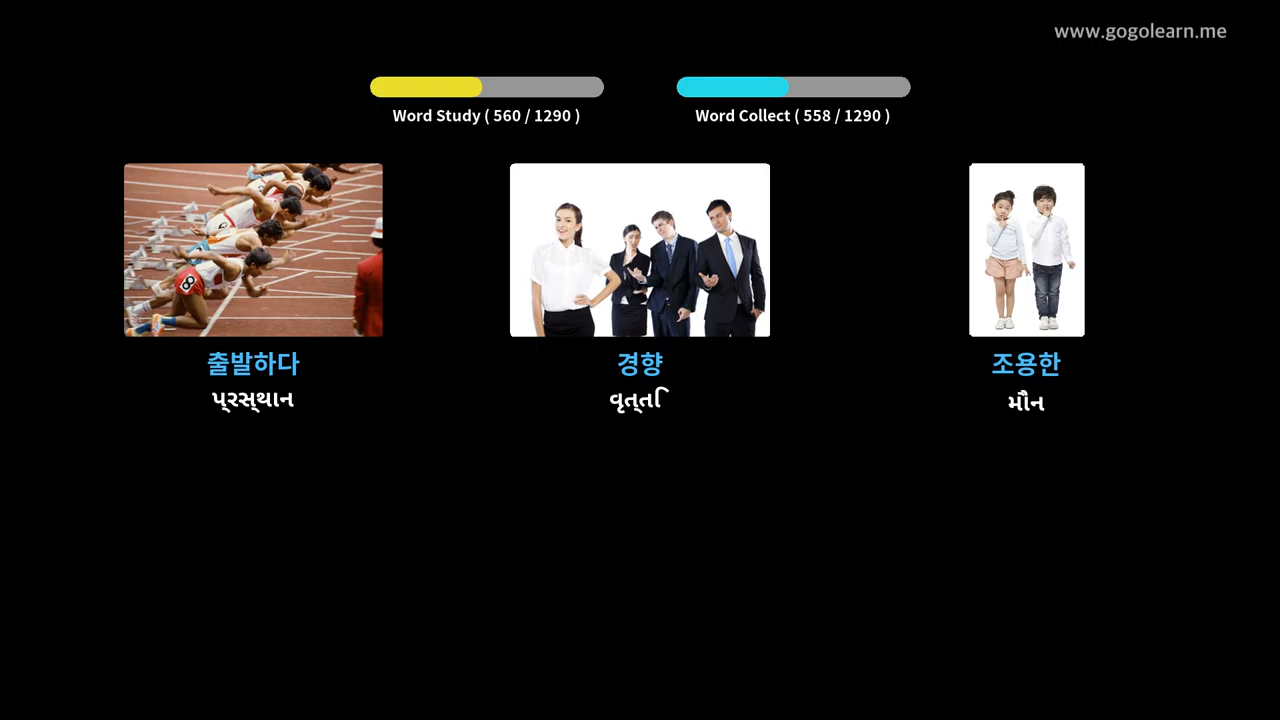 www.gogolearn.me
Word Study ( 560 / 1290 )
Word Collect ( 558 / 1290 )
출발하다
경향
조용한
પ્રસ્થાન
વૃત્તિ
મૌન
8